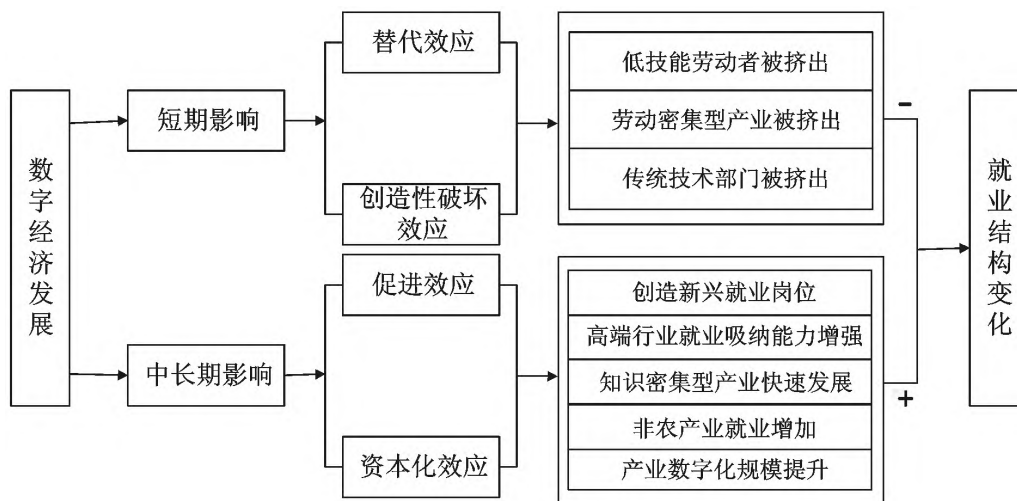 数字经济发展
短期影响
替代效应
创造性破坏
效应
低技能劳动者被挤出
劳动密集型产业被挤出
传统技术部门被挤出
-
中长期影响
促进效应
资本化效应
创造新兴就业岗位
高端行业就业吸纳能力增强
知识密集型产业快速发展
非农产业就业增加
产业数字化规模提升
+
就业结构变化